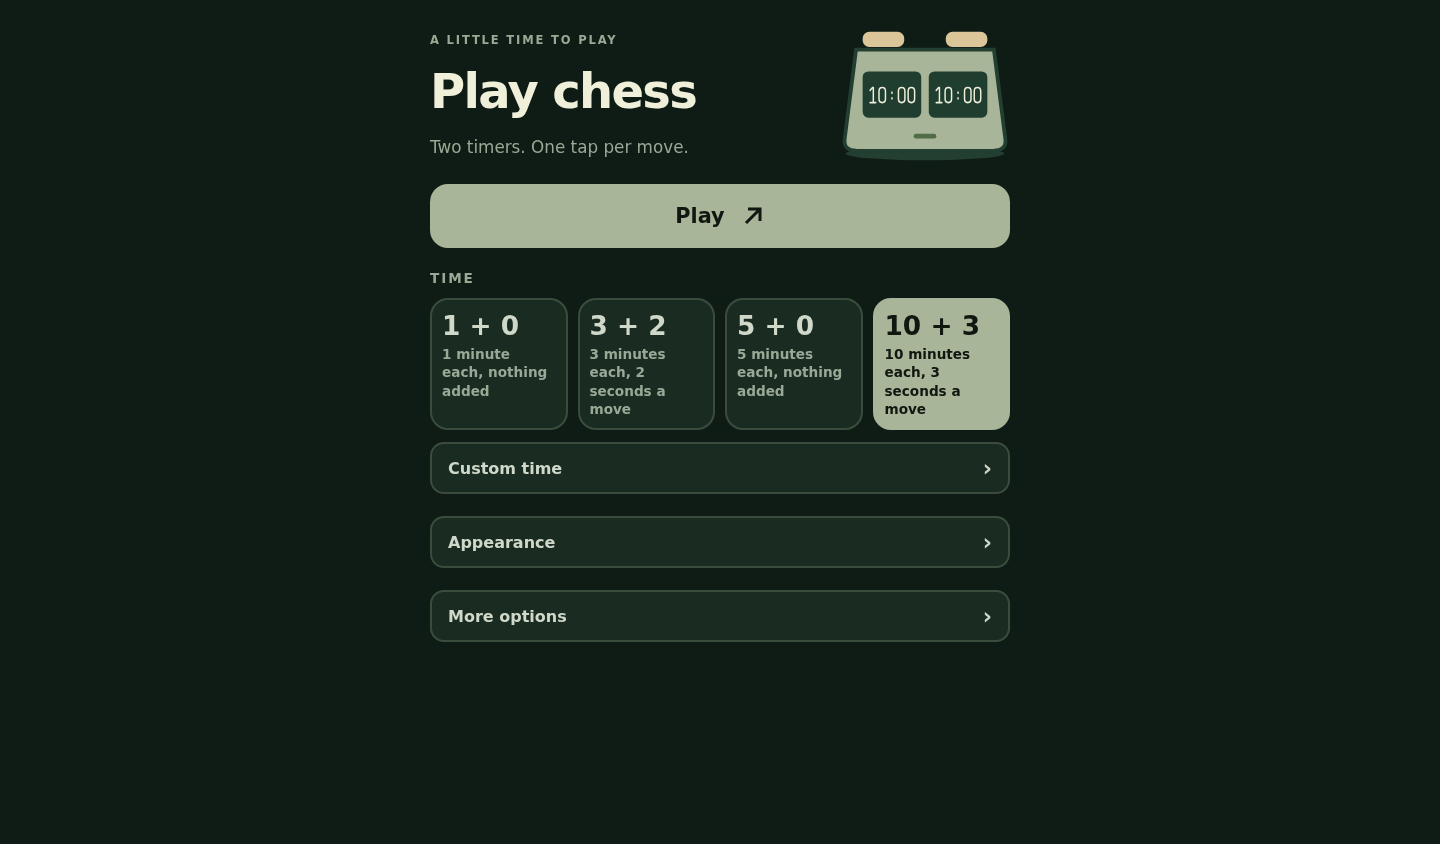 A LITTLE TIME TO PLAY
Play chess
Two timers. One tap per move.
10:00 10:00
Play
TIME
1 + 0
1 minute
each, nothing
added
3 + 2
3 minutes
each, 2
seconds a
move
5 + 0
5 minutes
each, nothing
added
10 + 3
10 minutes
each, 3
seconds a
move
Custom time
Appearance
More options